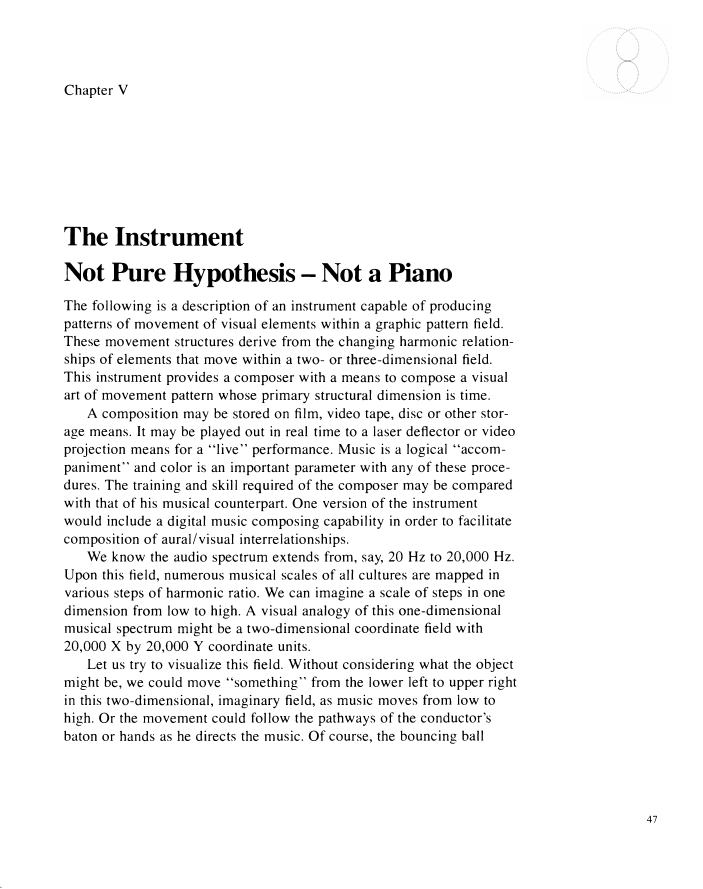 Chapter V
The Instrument
Not Pure Hypothesis – Not a Piano
The following is a description of an instrument capable of producing
patterns of movement of visual elements within a graphic pattern field.
These movement structures derive from the changing harmonic relation-
ships of elements that move within a two- or three-dimensional field.
This instrument provides a composer with a means to compose a visual
art of movement pattern whose primary structural dimension is time.
A composition may be stored on film, video tape, disc or other stor-
age means. It may be played out in real time to a laser deflector or video
projection means for a ‘‘live’’ performance. Music is a logical ‘‘accom-
paniment’’ and color is an important parameter with any of these proce-
dures. The training and skill required of the composer may be compared
with that of his musical counterpart. One version of the instrument
would include a digital music composing capability in order to facilitate
composition of aural/visual interrelationships.
We know the audio spectrum extends from, say, 20 Hz to 20,000 Hz.
Upon this field, numerous musical scales of all cultures are mapped in
various steps of harmonic ratio. We can imagine a scale of steps in one
dimension from low to high. A visual analogy of this one-dimensional
musical spectrum might be a two-dimensional coordinate field with
20,000 X by 20,000 Y coordinate units.
Let us try to visualize this field. Without considering what the object
might be, we could move ‘‘something’’ from the lower left to upper right
in this two-dimensional, imaginary field, as music moves from low to
high. Or the movement could follow the pathways of the conductor’s
baton or hands as he directs the music. Of course, the bouncing ball
47